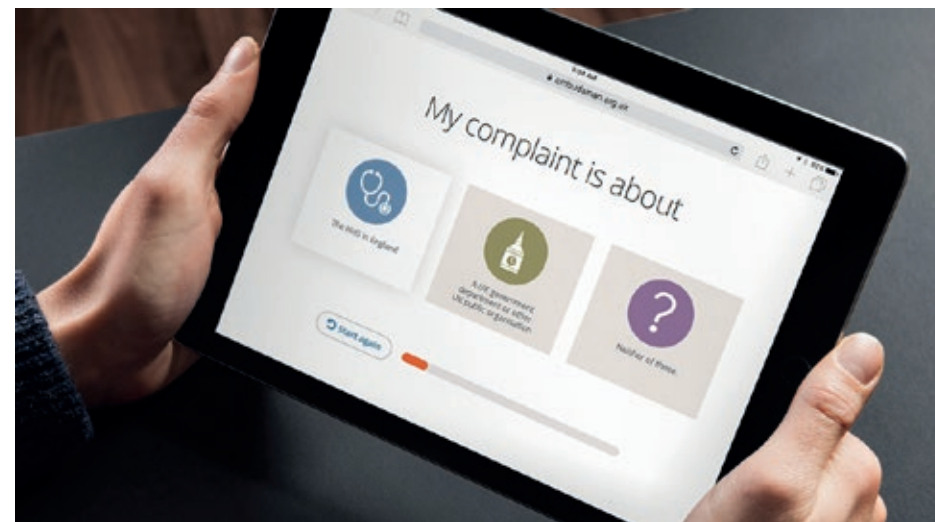 ombudsman.org.uk
My complaint is about
The NHS in England
A UK government
department or other
UK public organisation
?
Neither of these.
Start again